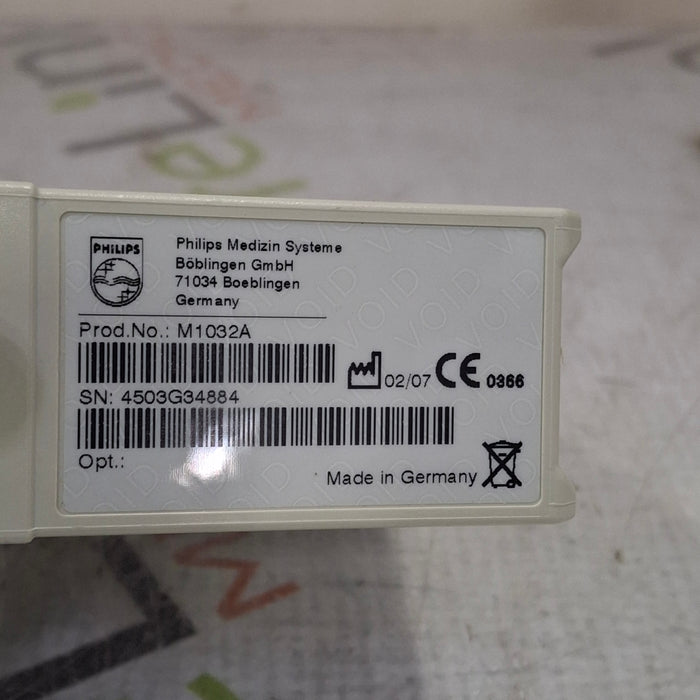 PHILIPS
Philips Medizin Systeme
Böblingen GmbH
71034 Boeblingen
Germany
Prod.No.: M1032A
02/07 CE 0366
SN: 4503G34884
Opt.:
Made in Germany